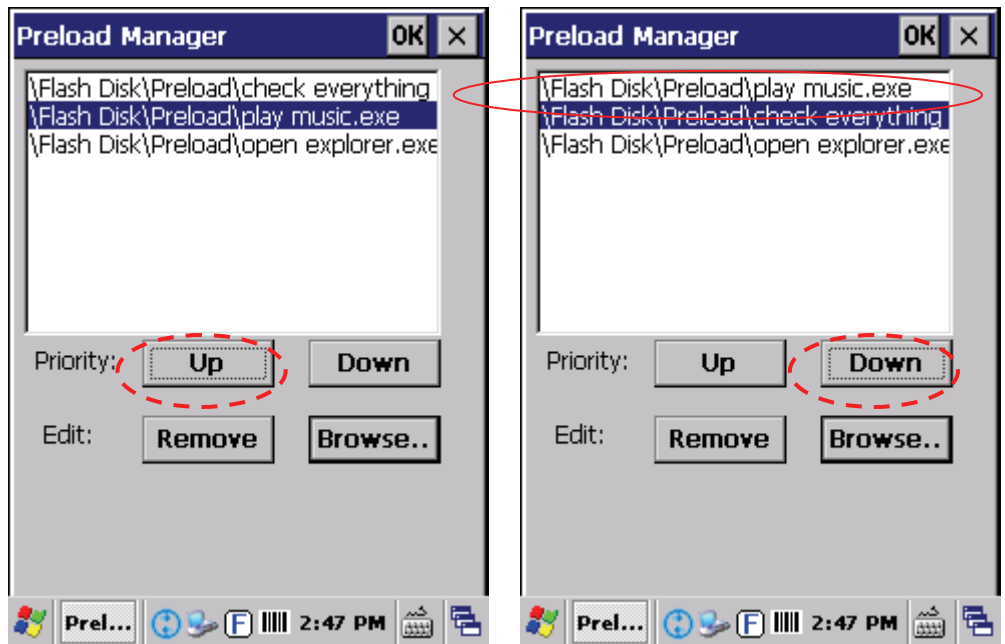 Preload Manager OK ×
\Flash Disk\Preload\check everything
\Flash Disk\Preload\play music.exe
\Flash Disk\Preload\open explorer.exe
Priority: Up Down
Edit: Remove Browse..
Prel... F 2:47 PM
Preload Manager OK ×
\Flash Disk\Preload\play music.exe
\Flash Disk\Preload\check everything
\Flash Disk\Preload\open explorer.exe
Priority: Up Down
Edit: Remove Browse..
Prel... F 2:47 PM